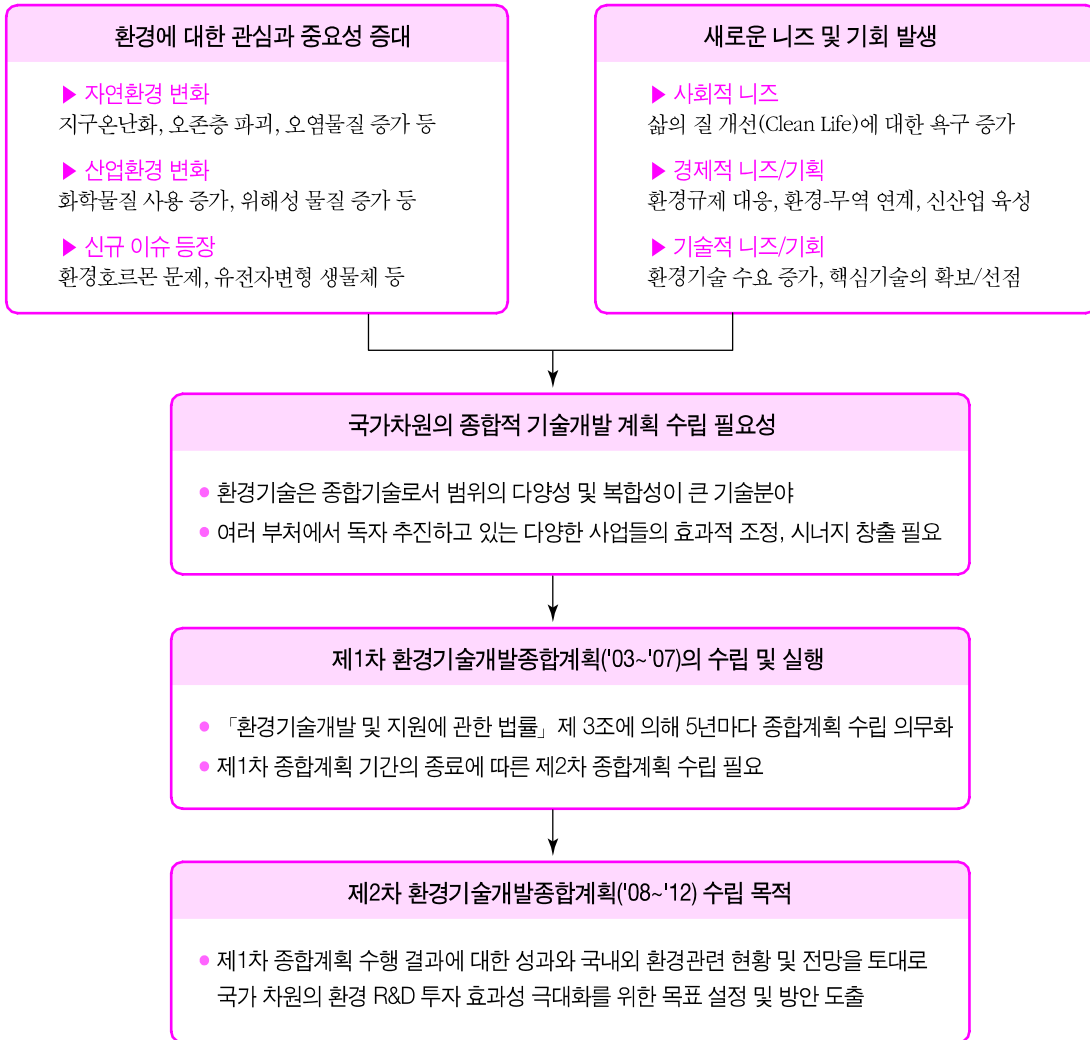 환경에 대한 관심과 중요성 증대
▶ 자연환경 변화
지구온난화, 오존층 파괴, 오염물질 증가 등
▶ 산업환경 변화
화학물질 사용 증가, 위해성 물질 증가 등
▶ 신규 이슈 등장
환경호르몬 문제, 유전자변형 생물체 등
새로운 니즈 및 기회 발생
▶ 사회적 니즈
삶의 질 개선(Clean Life)에 대한 욕구 증가
▶ 경제적 니즈/기획
환경규제 대응, 환경-무역 연계, 신산업 육성
▶ 기술적 니즈/기회
환경기술 수요 증가, 핵심기술의 확보/선점
국가차원의 종합적 기술개발 계획 수립 필요성
● 환경기술은 종합기술로서 범위의 다양성 및 복합성이 큰 기술분야
● 여러 부처에서 독자 추진하고 있는 다양한 사업들의 효과적 조정, 시너지 창출 필요
제1차 환경기술개발종합계획('03~'07)의 수립 및 실행
● 「환경기술개발 및 지원에 관한 법률」 제 3조에 의해 5년마다 종합계획 수립 의무화
● 제1차 종합계획 기간의 종료에 따른 제2차 종합계획 수립 필요
제2차 환경기술개발종합계획('08~'12) 수립 목적
● 제1차 종합계획 수행 결과에 대한 성과와 국내외 환경관련 현황 및 전망을 토대로
국가 차원의 환경 R&D 투자 효과성 극대화를 위한 목표 설정 및 방안 도출